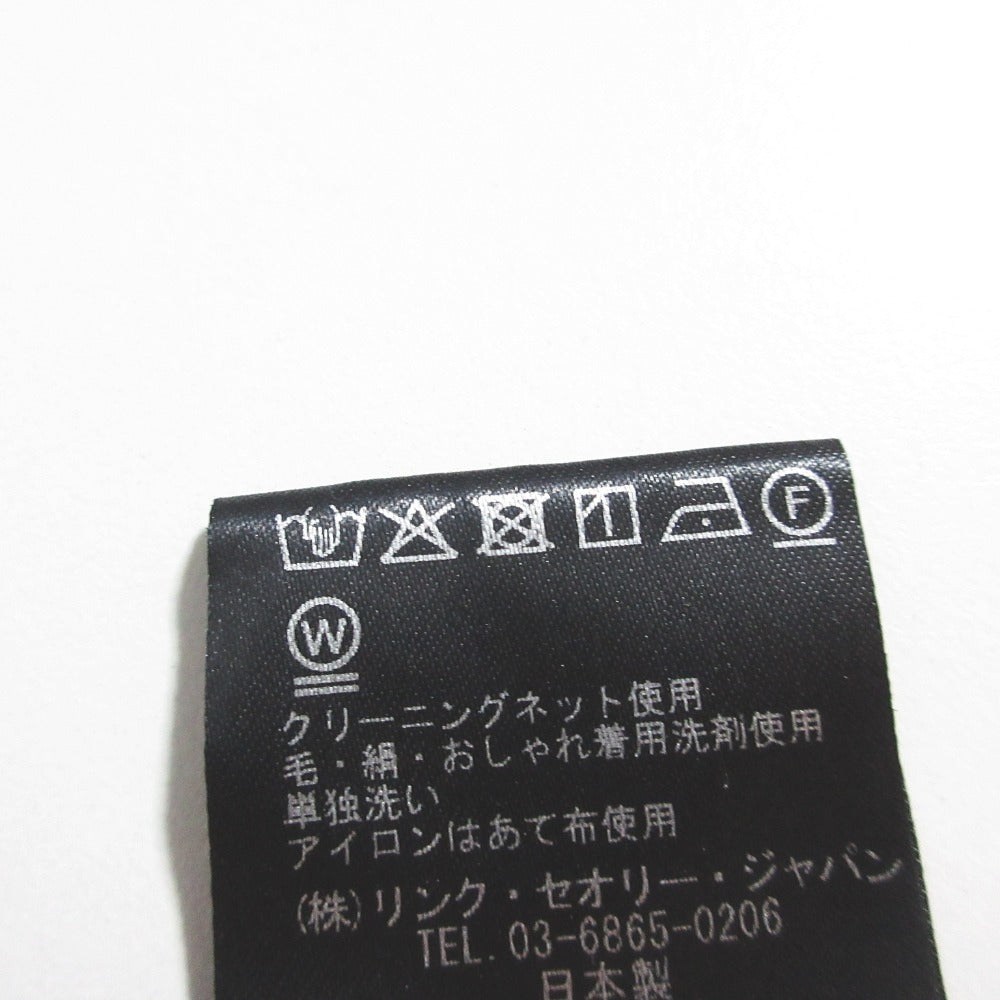 F
W
クリーニングネット使用
毛・絹・おしゃれ着用洗剤使用
単独洗い
アイロンはあて布使用
(株)リンク・セオリー・ジャパン
TEL. 03-6865-0206
日本製